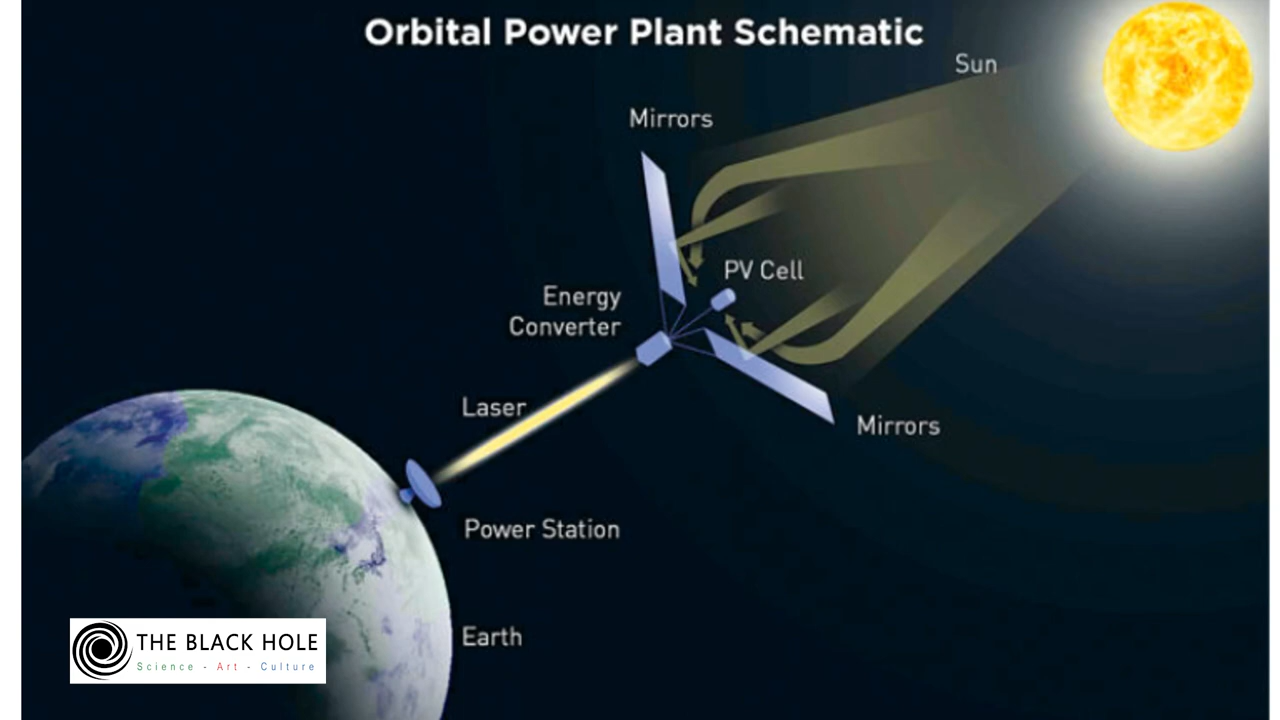 Orbital Power Plant Schematic
Sun
Mirrors
PV Cell
Energy
Converter
Laser
Mirrors
Power Station
Earth
THE BLACK HOLE
Science - Art - Culture